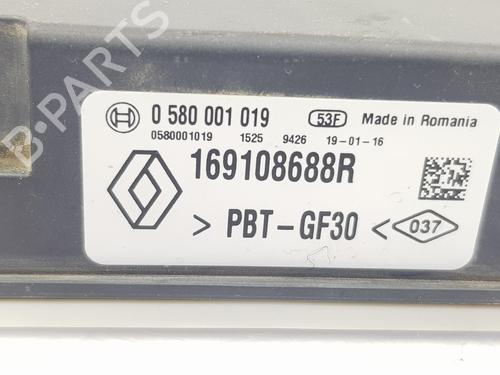 0 580 001 019 53F Made in Romania
0580001019 1525 9426 19-01-16
169108688R
> PBT-GF30 < 037
B-PARTS